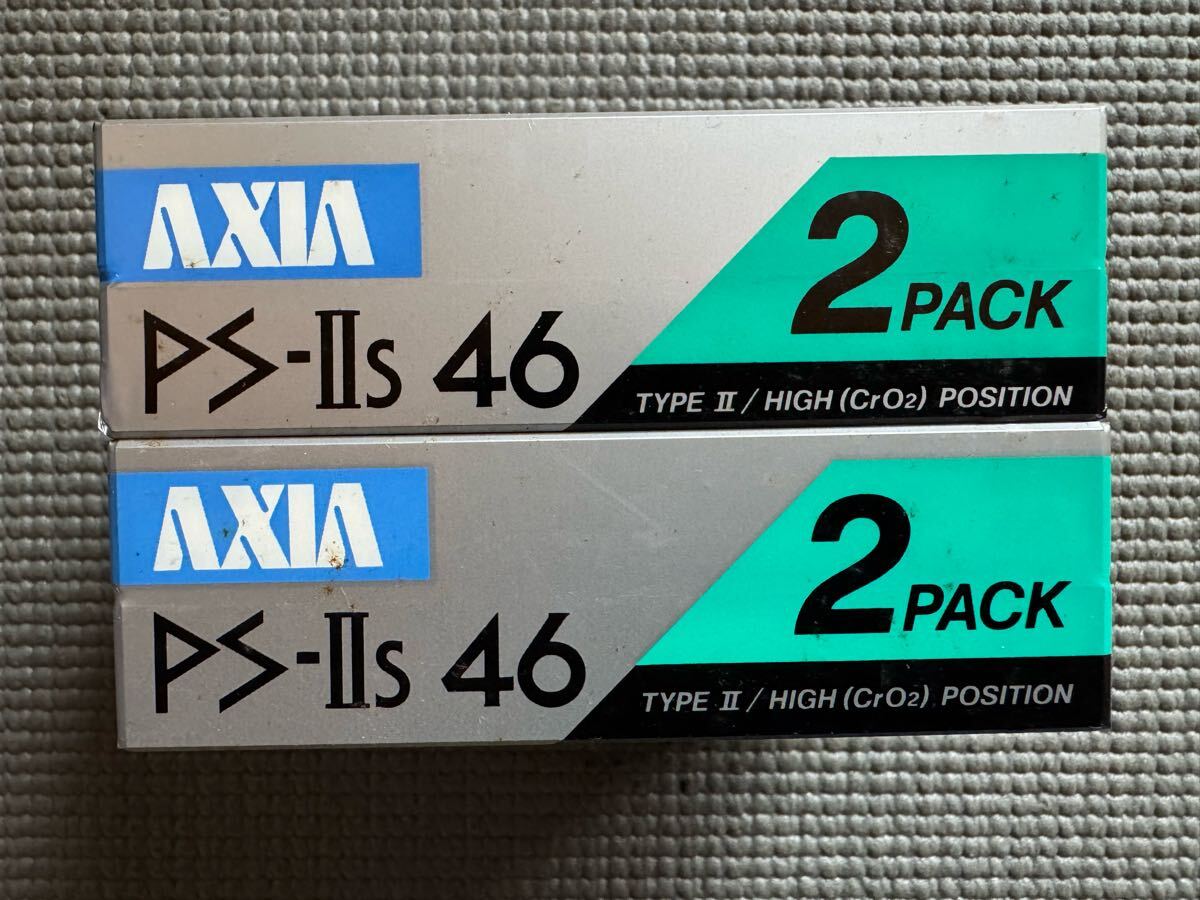 AXIA
2 PACK
PS-IIs 46
TYPE II / HIGH (CrO2) POSITION
AXIA
2 PACK
PS-IIs 46
TYPE II / HIGH (CrO2) POSITION